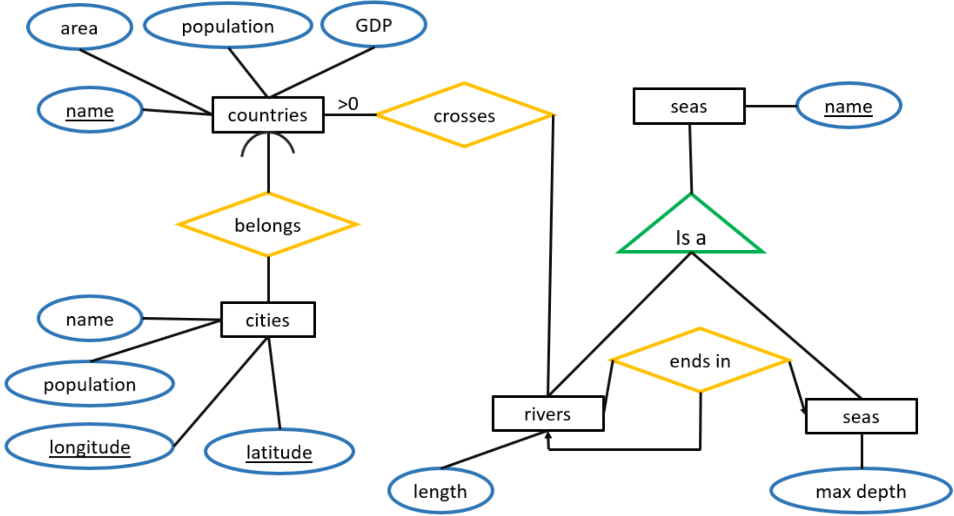 area
population
GDP
name
countries
>0
crosses
seas
name
belongs
Is a
name
cities
population
longitude
latitude
ends in
rivers
seas
length
max depth